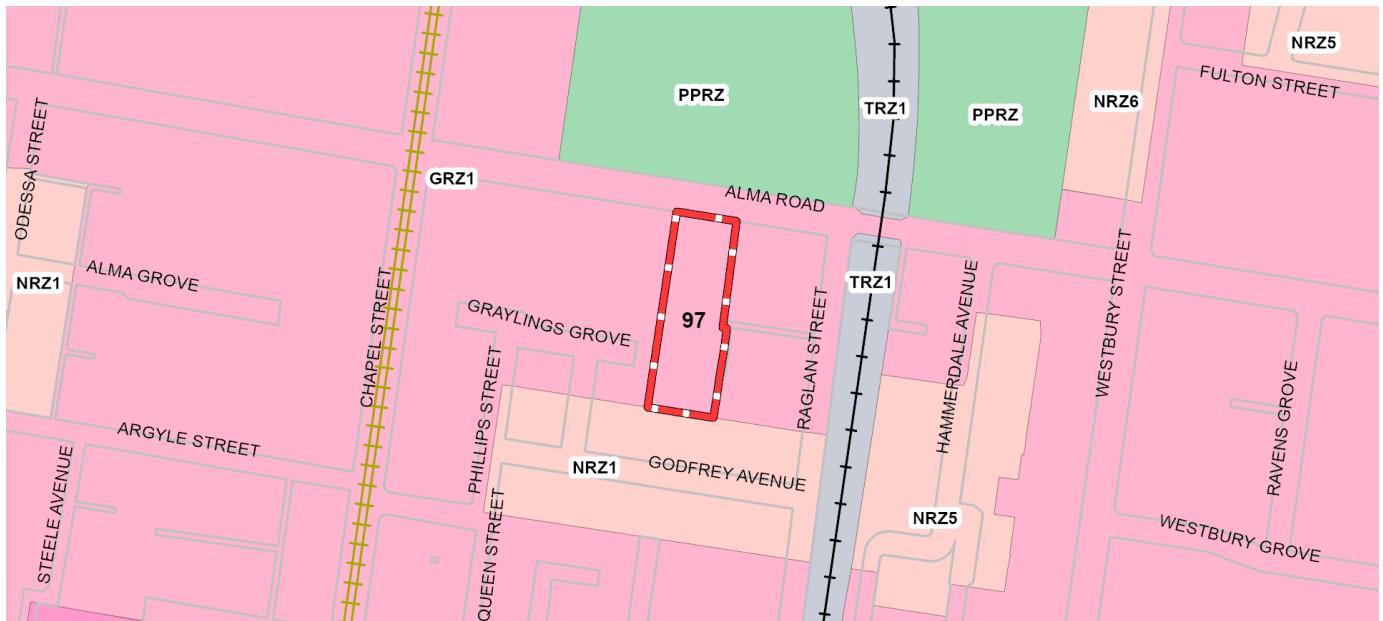 NRZ5
FULTON STREET
PPRZ
TRZ1
PPRZ
NRZ6
ODESSA STREET
GRZ1
ALMA ROAD
NRZ1
ALMA GROVE
CHAPEL STREET
GRAYLINGS GROVE
97
TRZ1
RAGLAN STREET
HAMMERDALE AVENUE
WESTBURY STREET
PHILLIPS STREET
RAVENS GROVE
ARGYLE STREET
NRZ1
GODFREY AVENUE
STEELE AVENUE
QUEEN STREET
NRZ5
WESTBURY GROVE